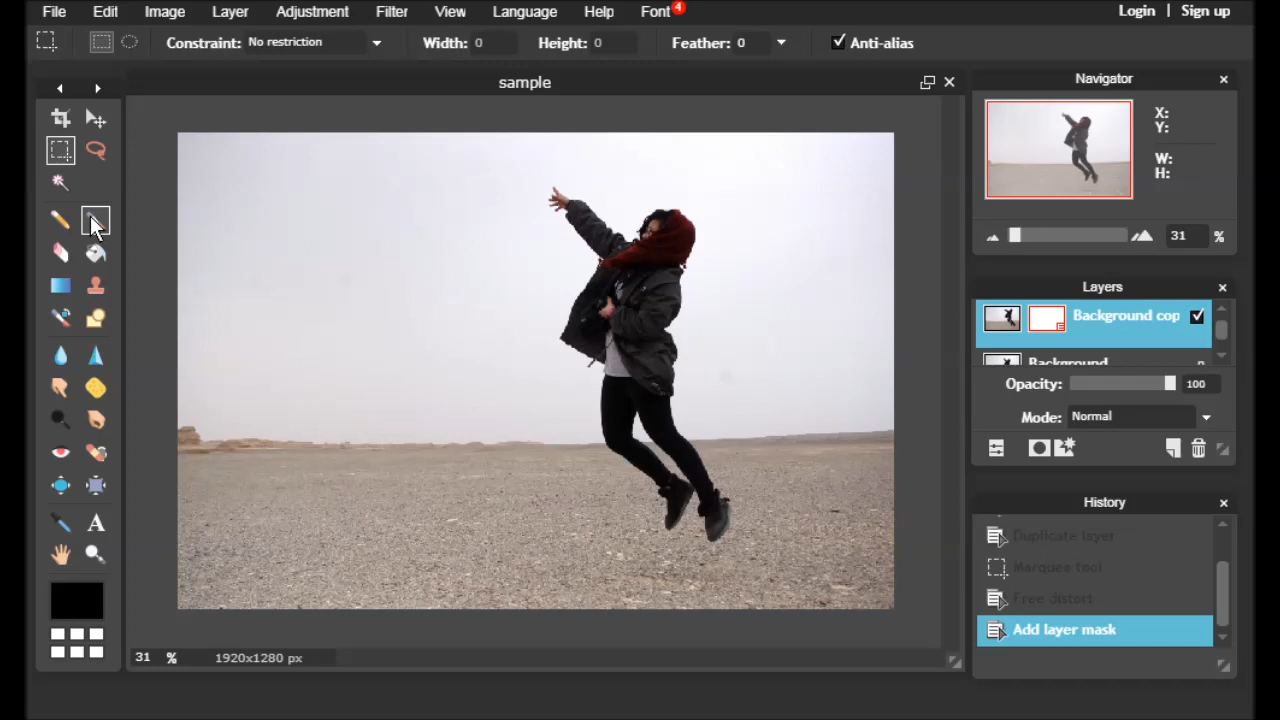 File Edit Image Layer Adjustment Filter View Language Help Font 4 Login | Sign up
Constraint: No restriction Width: 0 Height: 0 Feather: 0 Anti-alias
sample
Navigator
X:
Y:
W:
H:
31 %
Layers
Background cop
Background
Opacity: 100
Mode: Normal
History
Duplicate layer
Marquee tool
Free distort
Add layer mask
A
31 % 1920x1280 px